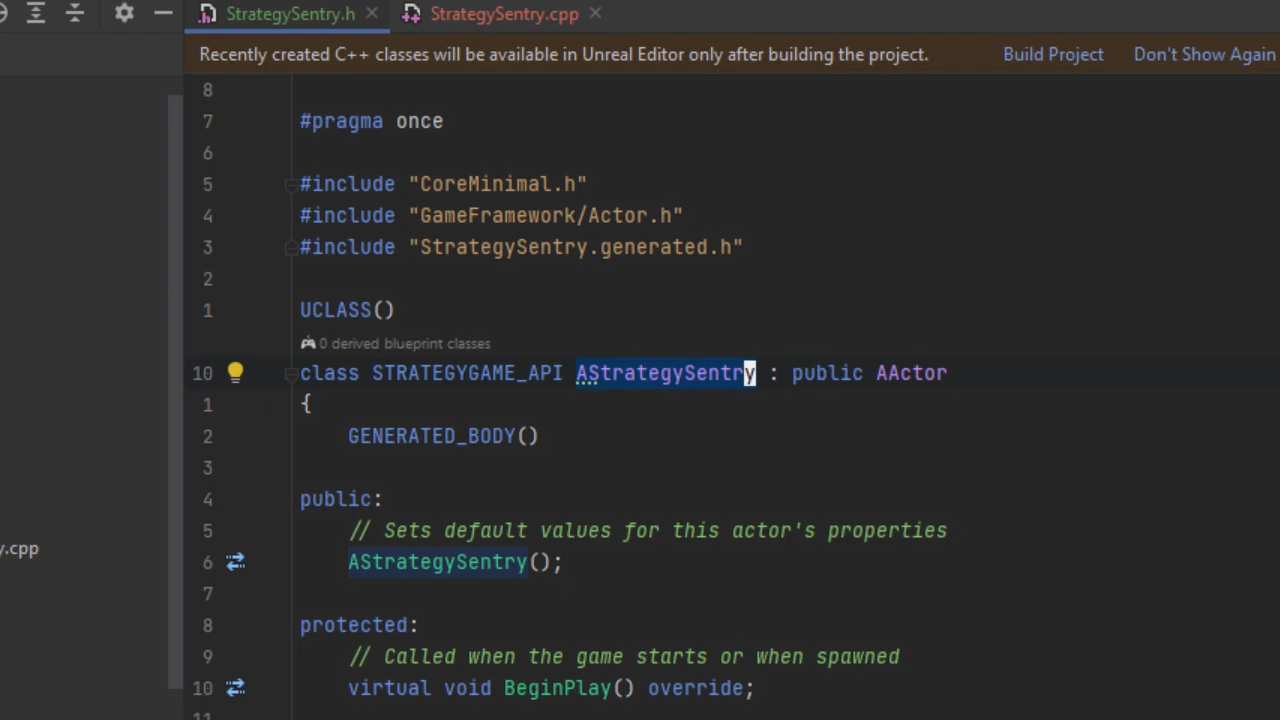 StrategySentry.h StrategySentry.cpp
Recently created C++ classes will be available in Unreal Editor only after building the project. Build Project Don't Show Again
8
7 #pragma once
6
5 #include "CoreMinimal.h"
4 #include "GameFramework/Actor.h"
3 #include "StrategySentry.generated.h"
2
1 UCLASS()
0 derived blueprint classes
10 class STRATEGYGAME_API AStrategySentry : public AActor
1 {
2 GENERATED_BODY()
3
4 public:
5 // Sets default values for this actor's properties
y.cpp
6 AStrategySentry();
7
8 protected:
9 // Called when the game starts or when spawned
10 virtual void BeginPlay() override;
11